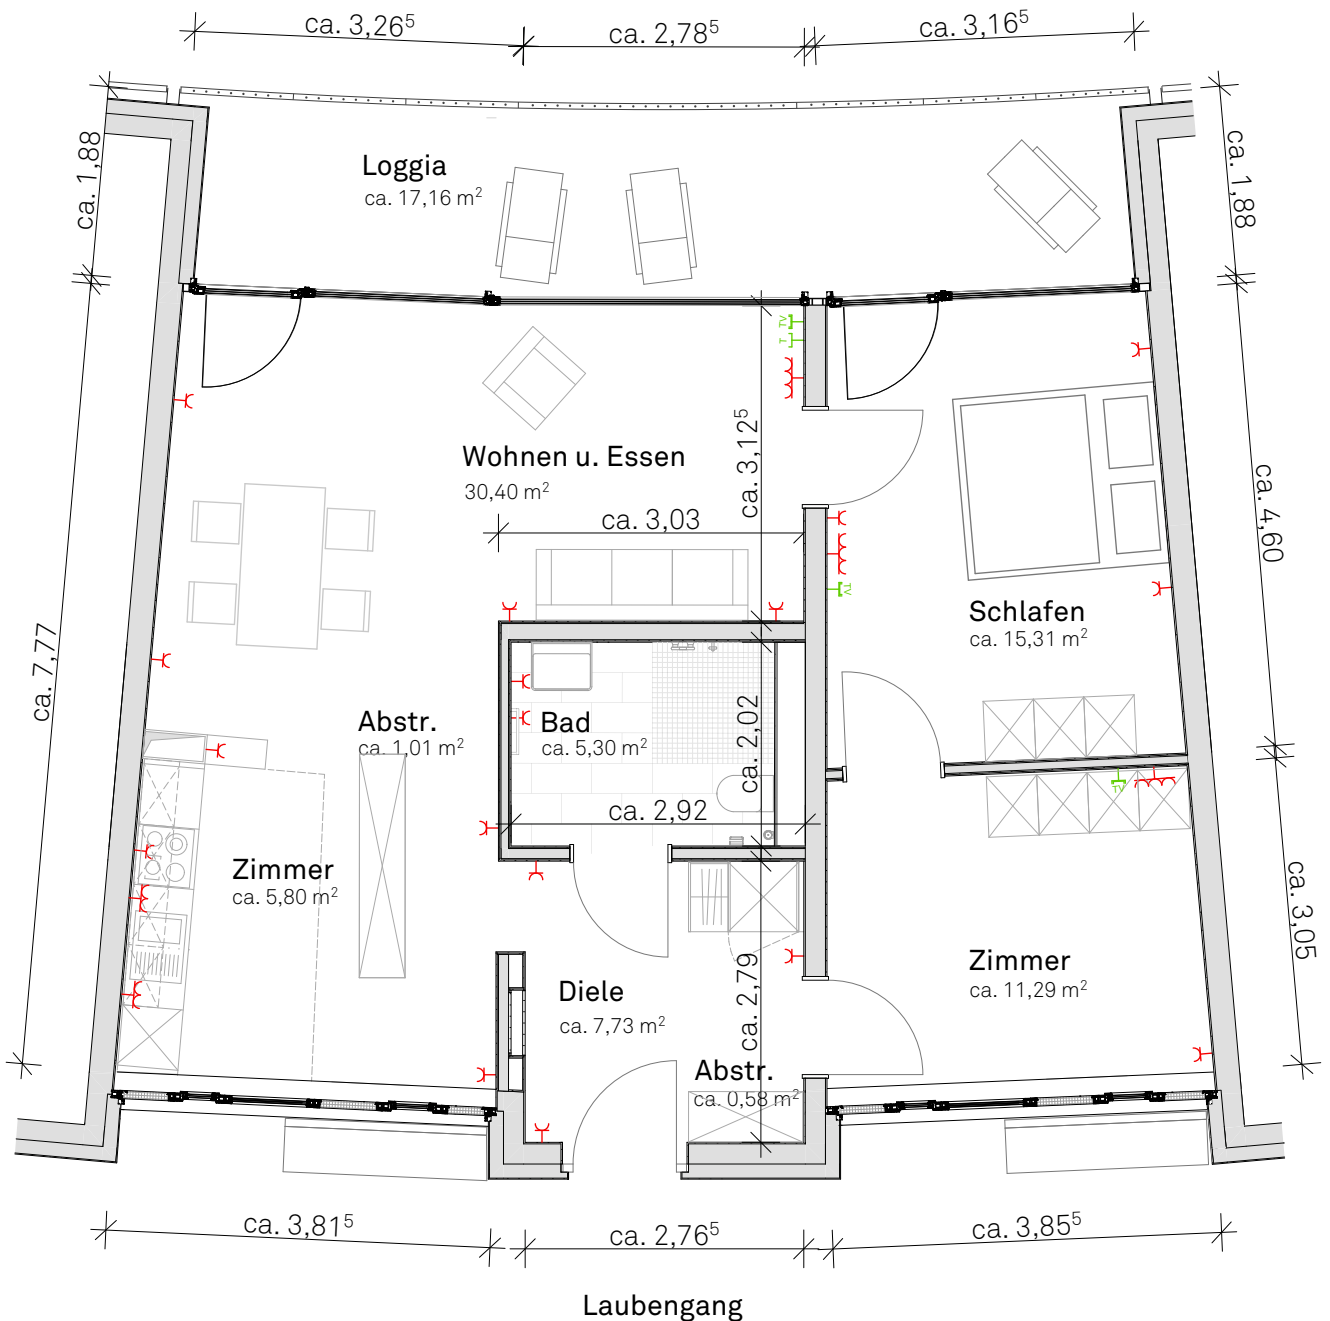 ca. 3,26⁵
ca. 2,78⁵
ca. 3,16⁵
ca. 1,88
ca. 1,88
Loggia
ca. 17,16 m²
TV
T
Wohnen u. Essen
30,40 m²
ca. 3,12⁵
ca. 3,03
ca. 4,60
TV
Schlafen
ca. 15,31 m²
ca. 7,77
Abstr.
ca. 1,01 m²
Bad
ca. 5,30 m²
ca. 2,02
ca. 2,92
TV
Zimmer
ca. 5,80 m²
ca. 3,05
Diele
ca. 7,73 m²
ca. 2,79
Zimmer
ca. 11,29 m²
Abstr.
ca. 0,58 m²
ca. 3,81⁵
ca. 2,76⁵
ca. 3,85⁵
Laubengang